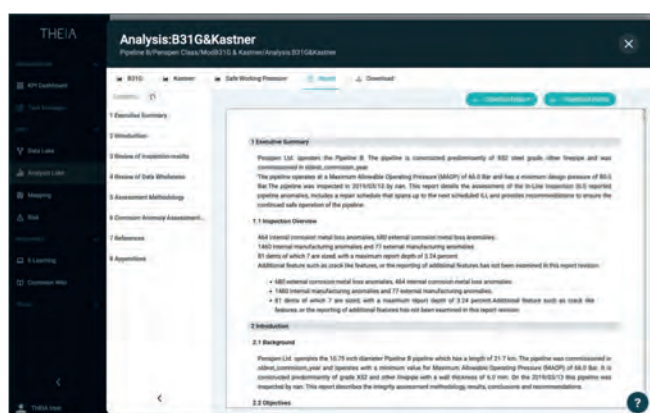 THEIA
Analysis:B31G&Kastner
Pipeline B/Penspen Class/ModB31G & Kastner/Analysis:B31G&Kastner
KPI Dashboard
Task Manager
Data Lake
Analysis Lake
Mapping
Risk
E-Learning
Corrosion Wiki
THEIA User
B31G
Kastner
Safe Working Pressure
Report
Download
1 Executive Summary
2 Introduction
3 Review of Inspection results
4 Review of Data Wholeness
5 Assessment Methodology
6 Corrosion Anomaly Assessment...
7 References
8 Appendices
1 Executive Summary
Penspen Ltd. operates the Pipeline B. The pipeline is constructed predominantly of X52 steel grade other linepipe and was
commissioned in oldest_commision_year
The pipeline operates at a Maximum Allowable Operating Pressure (MAOP) of 66.0 Bar and has a minimum design pressure of
Bar.The pipeline was inspected in 2019/03/13 by nan. This report details the assessment of the In-Line Inspection (ILI) reported
pipeline anomalies, includes a repair schedule that spans up to the next scheduled ILI, and provides recommendations to ensure the
continued safe operation of the pipeline.
1.1 Inspection Overview
464 internal corrosion metal loss anomalies, 680 external corrosion metal loss anomalies.
1460 internal manufacturing anomalies and 77 external manufacturing anomalies.
81 dents of which 7 are sized, with a maximum report depth of 3.24 percent
Additional feature such as crack like features, or the reporting of additional features has not been examined in this report revision.
• 680 external corrosion metal loss anomalies, 464 internal corrosion metal loss anomalies.
• 1460 internal manufacturing anomalies and 77 external manufacturing anomalies.
• 81 dents of which 7 are sized, with a maximum report depth of 3.24 percent.Additional feature such as crack like
features, or the reporting of additional features has not been examined in this report revision.
2 Introduction
2.1 Background
Penspen Ltd. operates the 10.75 inch diameter Pipeline B pipeline which has a length of 21.7 km. The pipeline was commissioned in
oldest_commision_year and operates with a minimum value for Maximum Allowable Operating Pressure (MAOP) of 66.0 Bar. It is
constructed predominantly of grade X52 and other linepipe with a wall thickness of 6.0 mm. On the 2019/03/13 this pipeline was
inspected by nan. This report describes the integrity assessment methodology, results, conclusions and recommendations.
2.2 Objectives